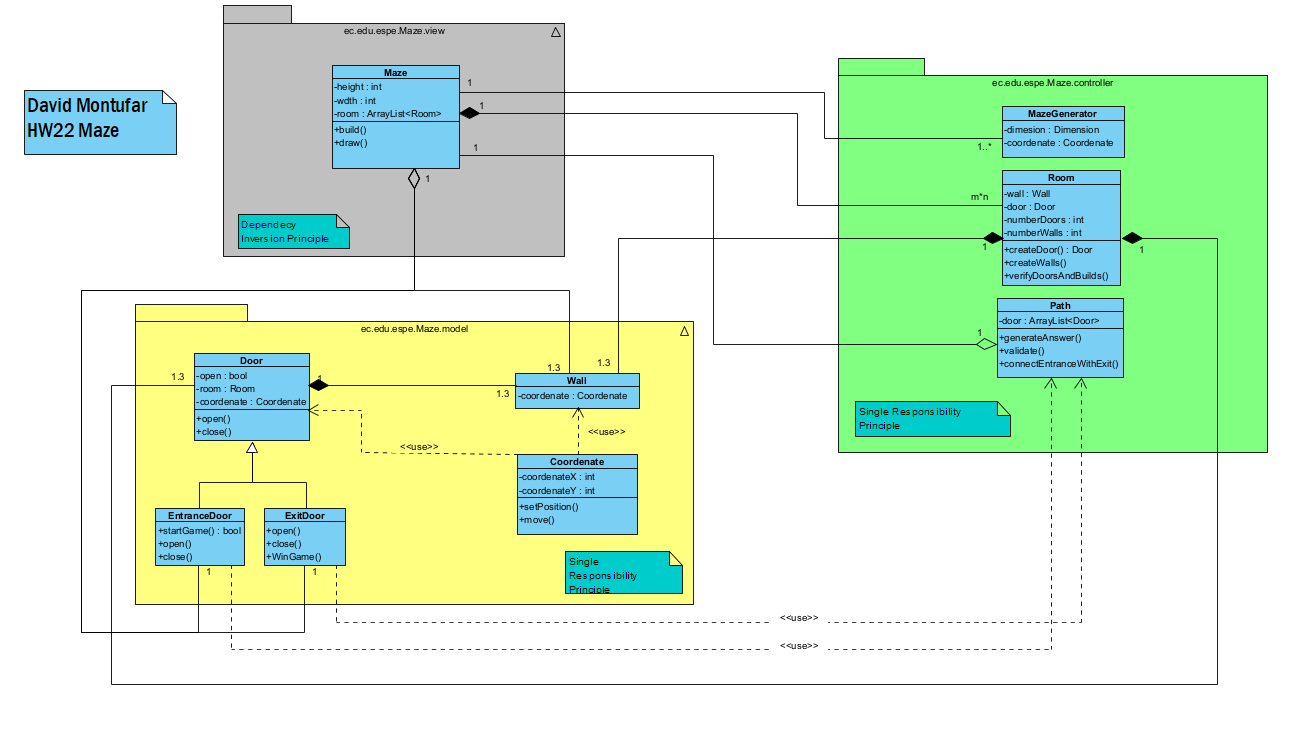 David Montufar
HW22 Maze
ec.edu.espe.Maze.view
Maze
-height : int
-wdth : int
-room : ArrayList<Room>
+build()
+draw()
1
1
1
1
Dependecy
Inversion Principle
ec.edu.espe.Maze.controller
MazeGenerator
-dimesion : Dimension
-coordenate : Coordenate
1..*
Room
-wall : Wall
-door : Door
-numberDoors : int
-numberWalls : int
+createDoor() : Door
+createWalls()
+verifyDoorsAndBuilds()
m*n
1
1
Path
-door : ArrayList<Door>
+generateAnswer()
+validate()
+connectEntranceWithExit()
1
Single Responsibility
Principle
ec.edu.espe.Maze.model
Door
-open : bool
-room : Room
-coordenate : Coordenate
+open()
+close()
1.3
1
1.3
1.3
1.3
Wall
-coordenate : Coordenate
<<use>>
<<use>>
Coordenate
-coordenateX : int
-coordenateY : int
+setPosition()
+move()
EntranceDoor
+startGame() : bool
+open()
+close()
1
ExitDoor
+open()
+close()
+WinGame()
1
Single
Responsibility
Principle
<<use>>
<<use>>